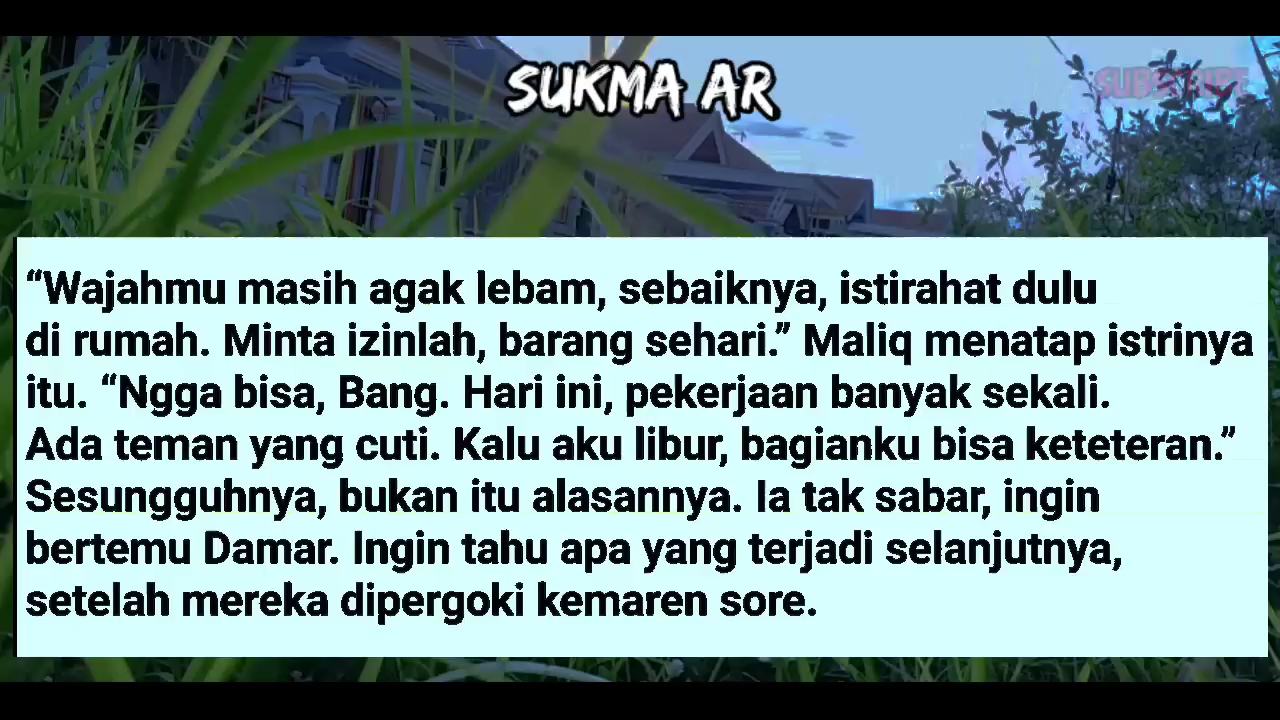 SUKMA AR
SUBSCRIPT
“Wajahmu masih agak lebam, sebaiknya, istirahat dulu
di rumah. Minta izinlah, barang sehari.” Maliq menatap istrinya
itu. “Ngga bisa, Bang. Hari ini, pekerjaan banyak sekali.
Ada teman yang cuti. Kalu aku libur, bagianku bisa keteteran.”
Sesungguhnya, bukan itu alasannya. Ia tak sabar, ingin
bertemu Damar. Ingin tahu apa yang terjadi selanjutnya,
setelah mereka dipergoki kemaren sore.